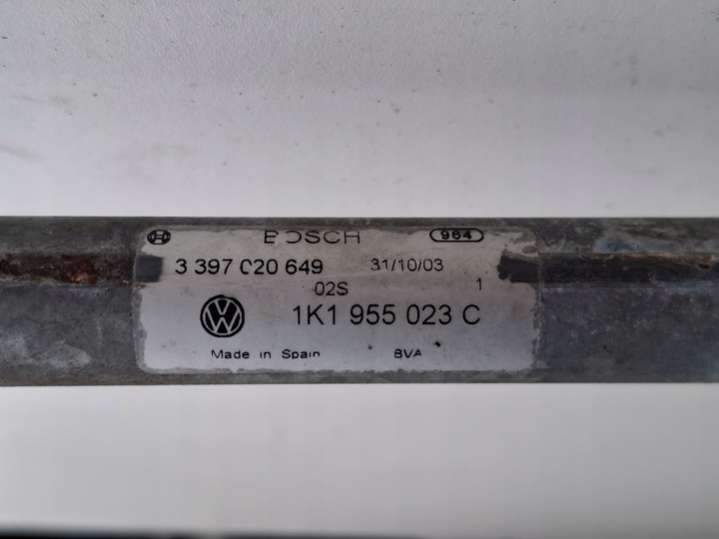 BOSCH 984
3 397 020 649 31/10/03
02S 1
1K1 955 023 C
Made in Spain BVA